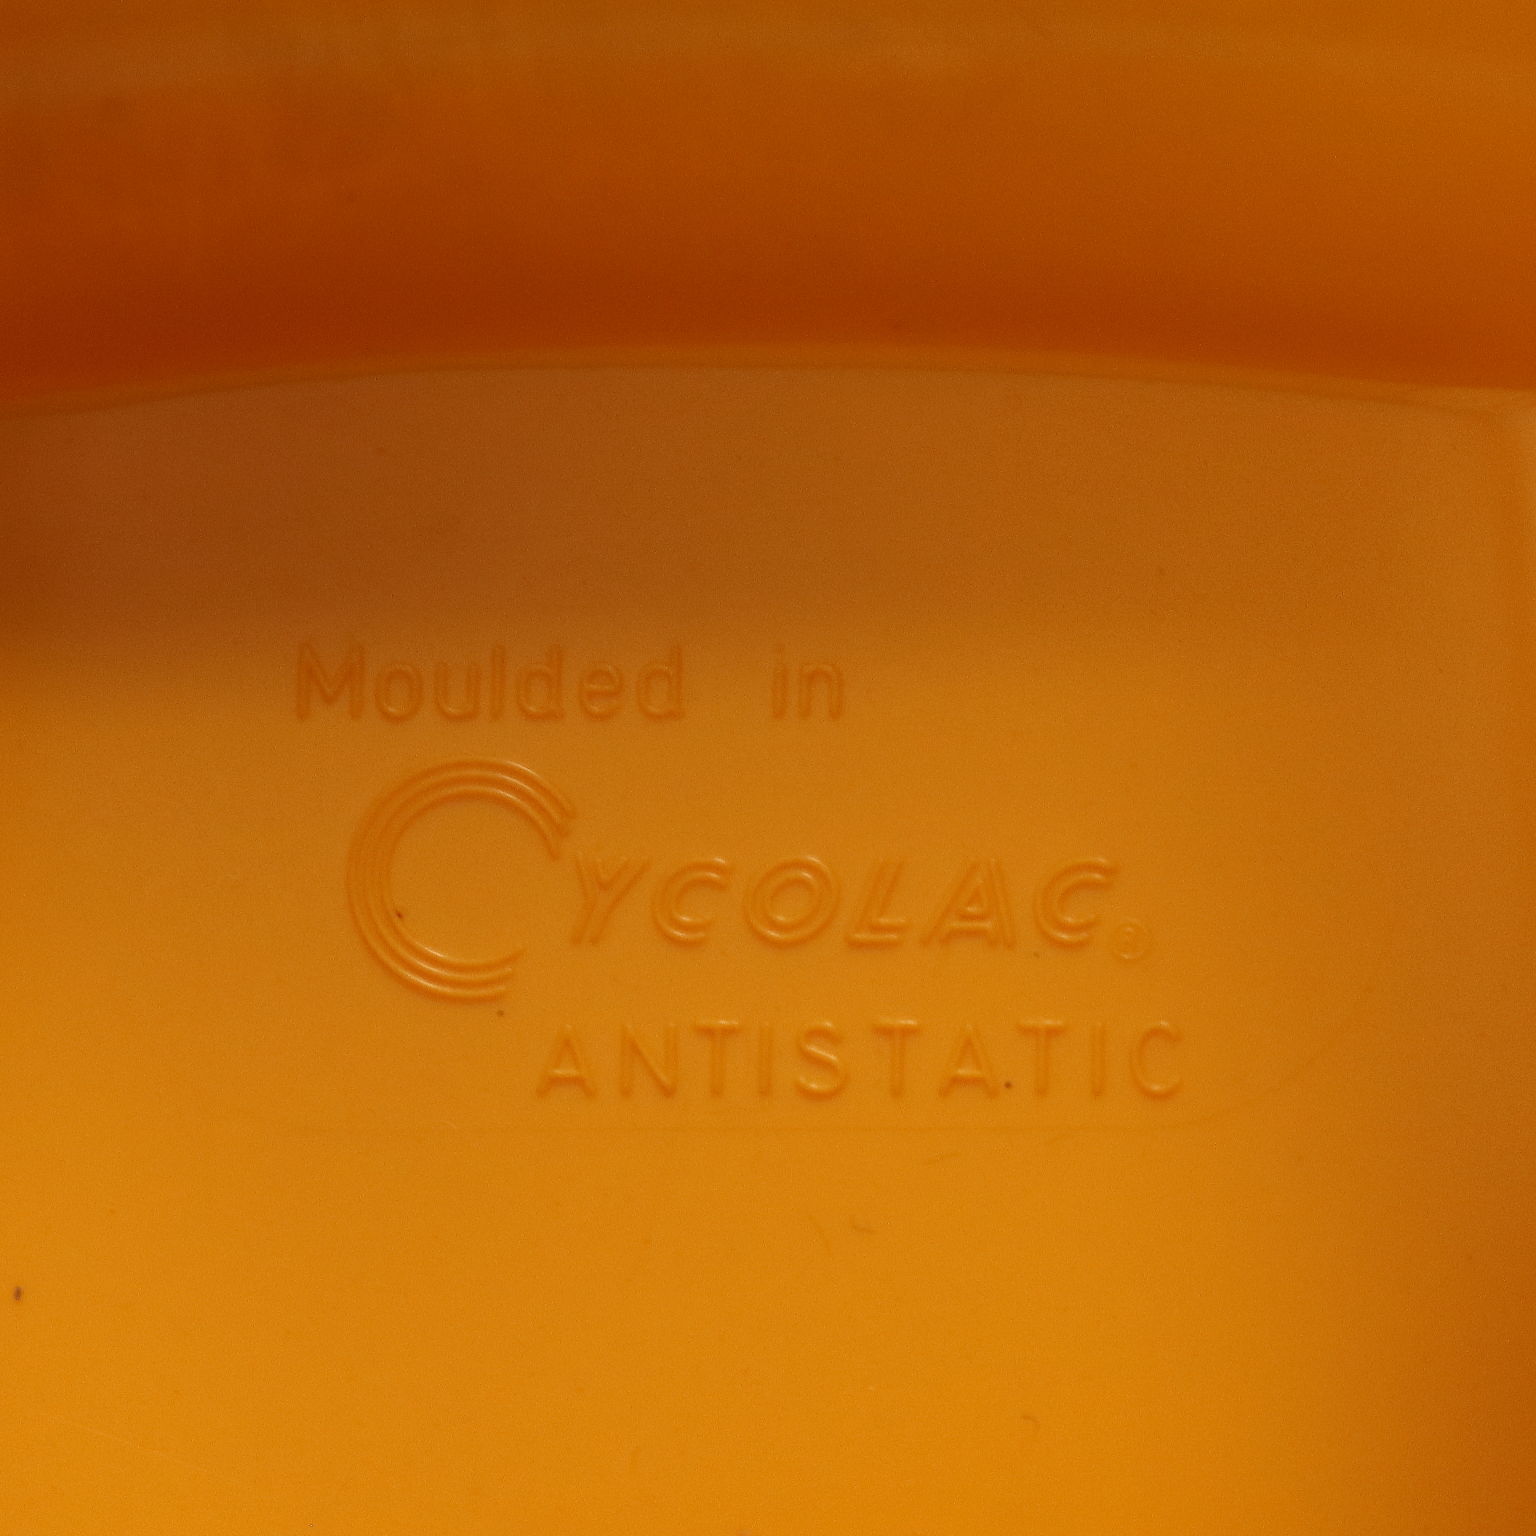 Moulded in
CYCOLAC®
ANTISTATIC